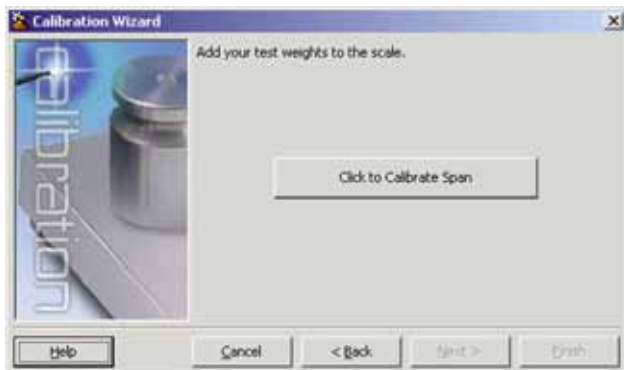 Calibration Wizard
Add your test weights to the scale.
calibration
Click to Calibrate Span
Help
Cancel
< Back
Next >
Finish